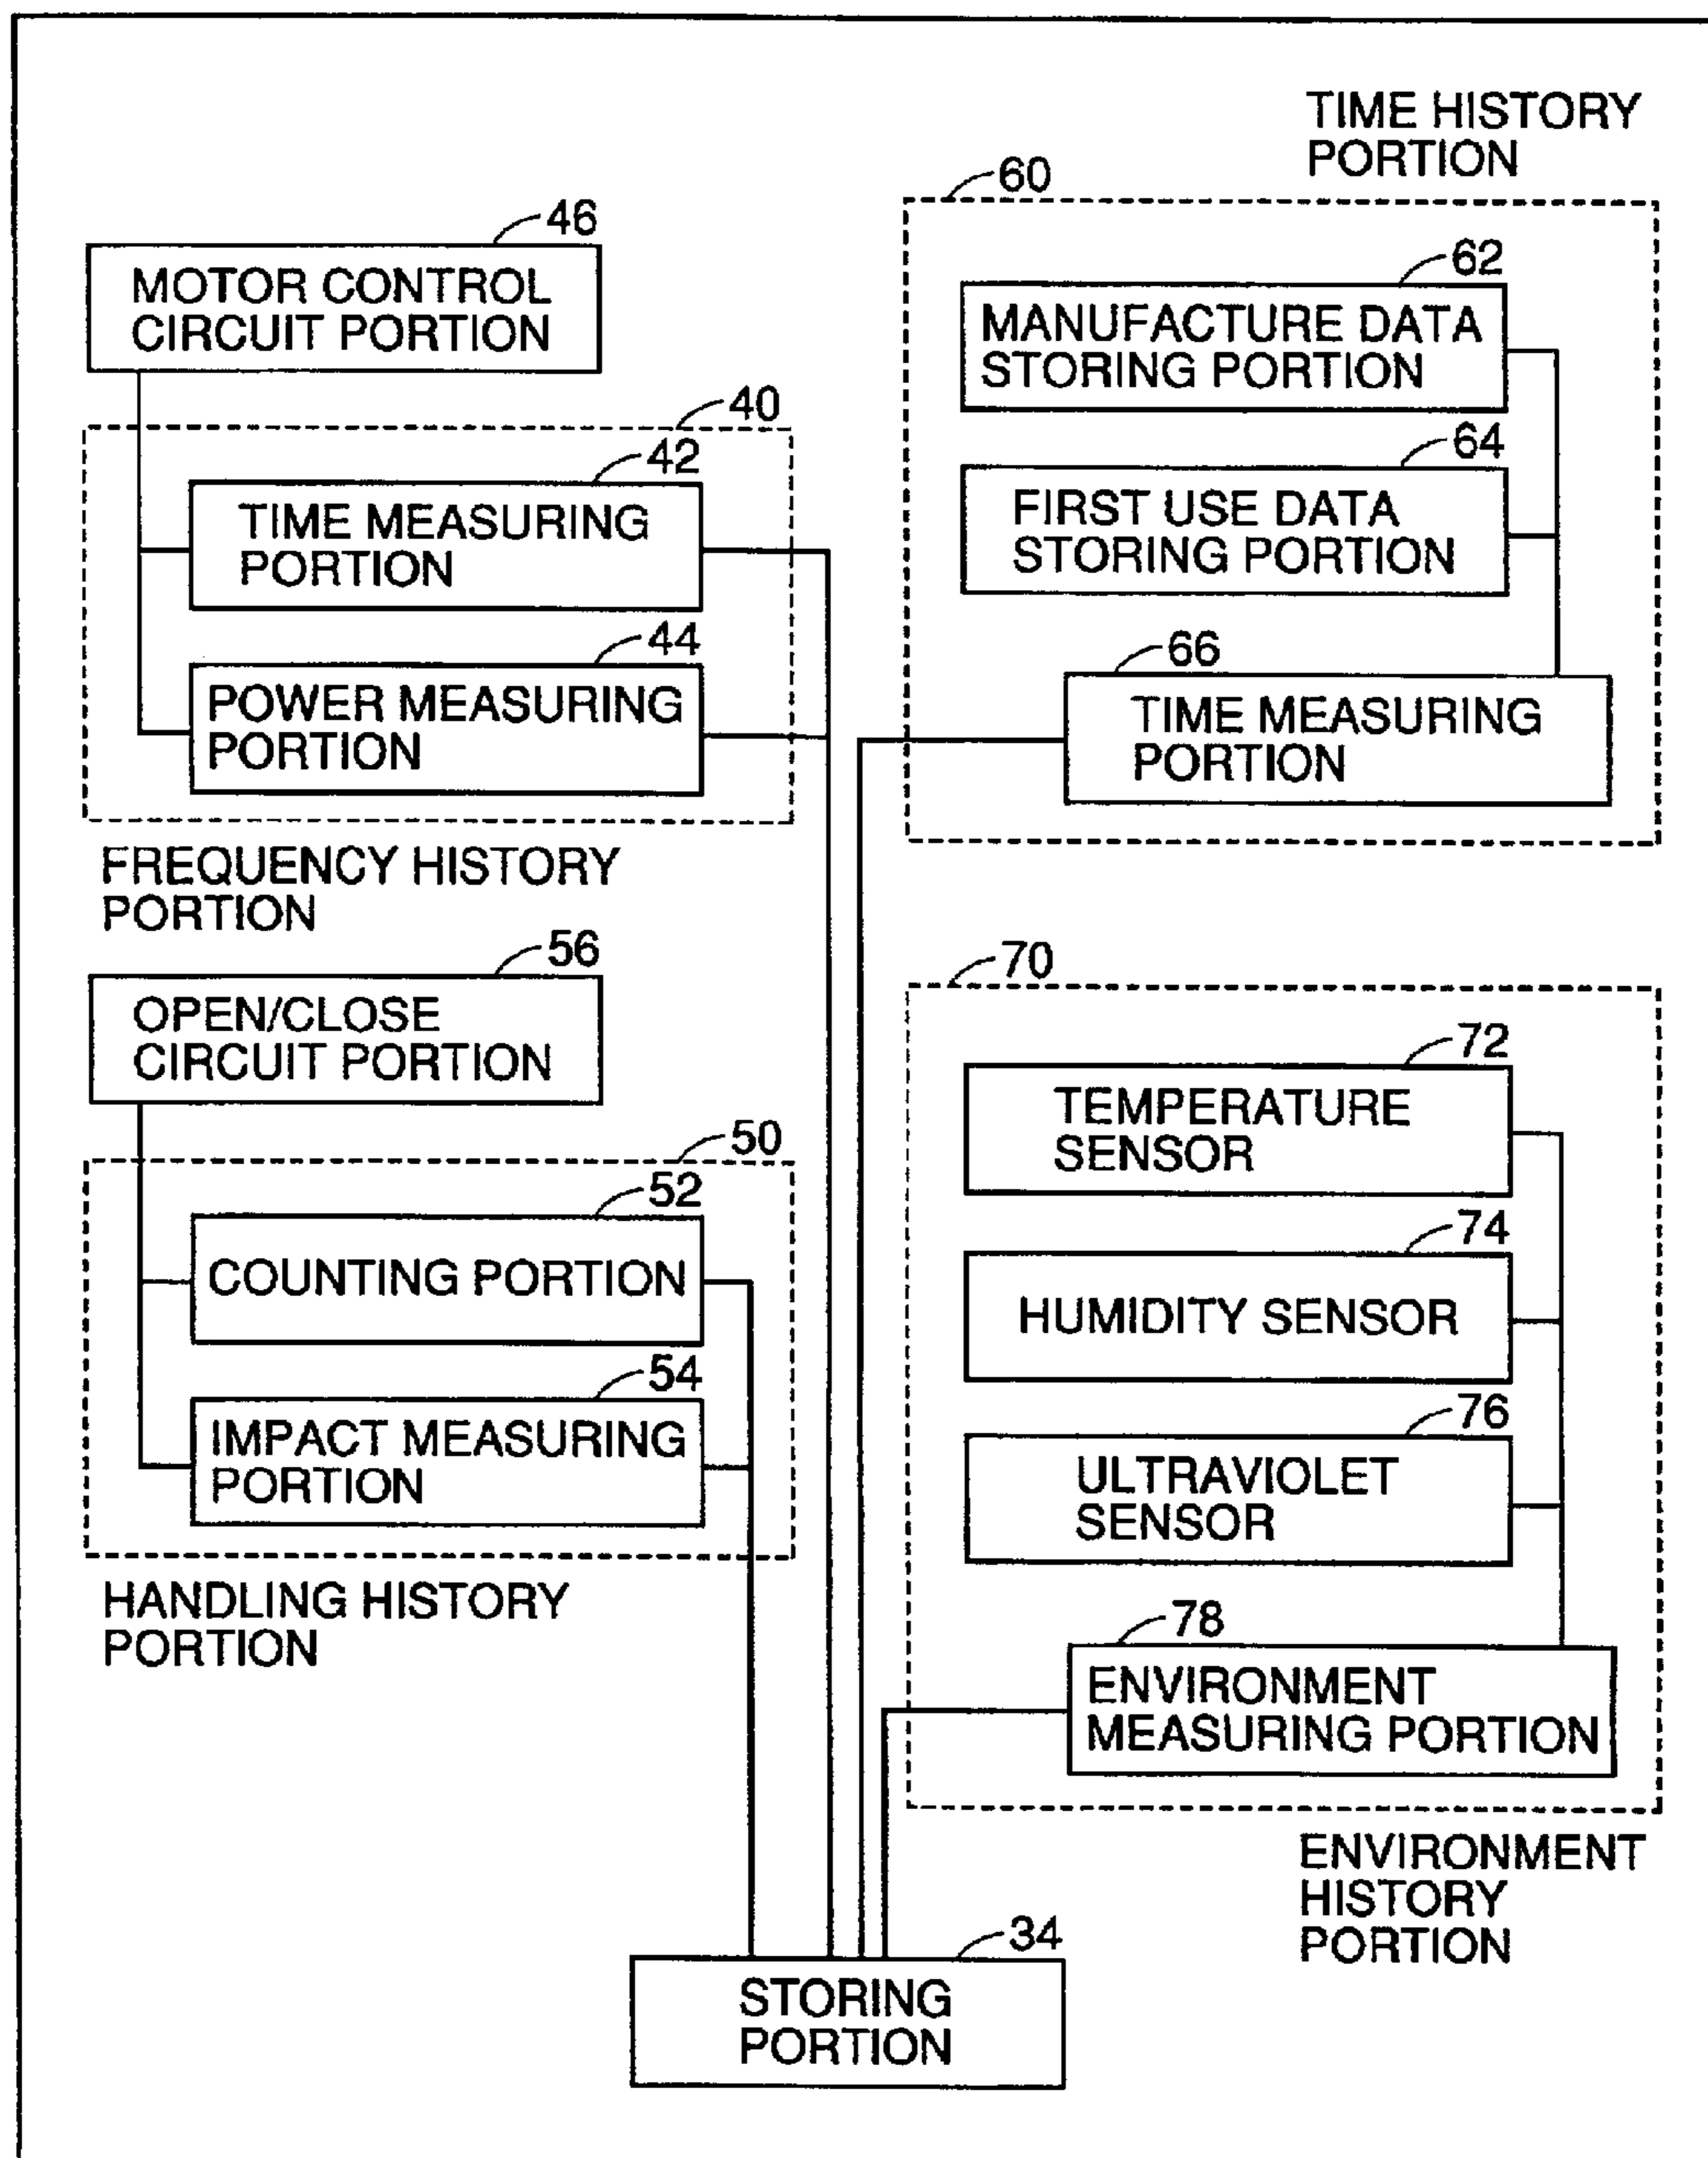 46
MOTOR CONTROL
CIRCUIT PORTION
40
42
TIME MEASURING
PORTION
44
POWER MEASURING
PORTION
FREQUENCY HISTORY
PORTION
56
OPEN/CLOSE
CIRCUIT PORTION
50
52
COUNTING PORTION
54
IMPACT MEASURING
PORTION
HANDLING HISTORY
PORTION
TIME HISTORY
PORTION
60
62
MANUFACTURE DATA
STORING PORTION
64
FIRST USE DATA
STORING PORTION
66
TIME MEASURING
PORTION
70
72
TEMPERATURE
SENSOR
74
HUMIDITY SENSOR
76
ULTRAVIOLET
SENSOR
78
ENVIRONMENT
MEASURING PORTION
ENVIRONMENT
HISTORY
PORTION
34
STORING
PORTION